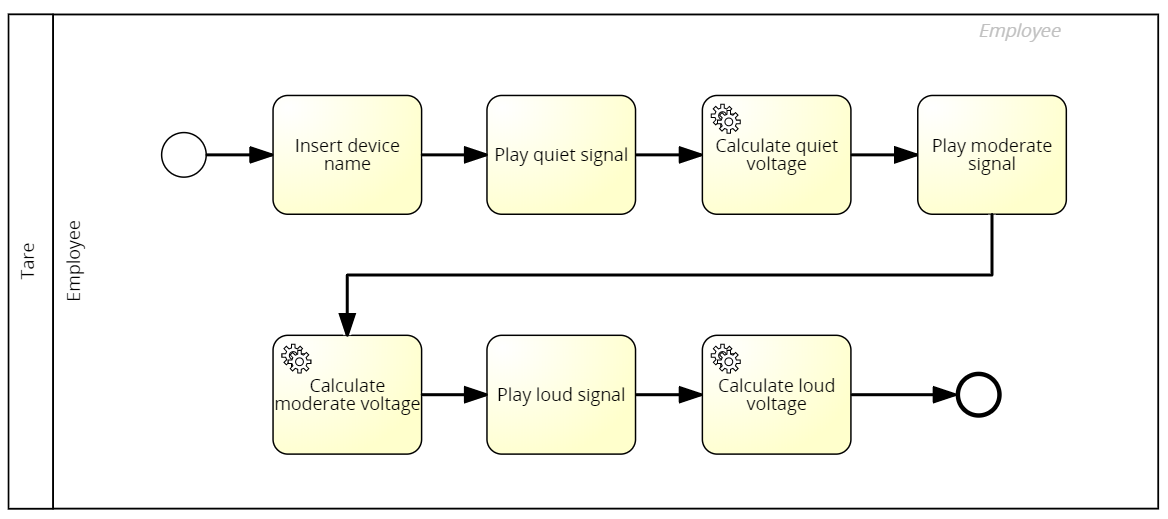 Employee
Tare
Employee
Insert device
name
Play quiet signal
Calculate quiet
voltage
Play moderate
signal
Calculate
moderate voltage
Play loud signal
Calculate loud
voltage